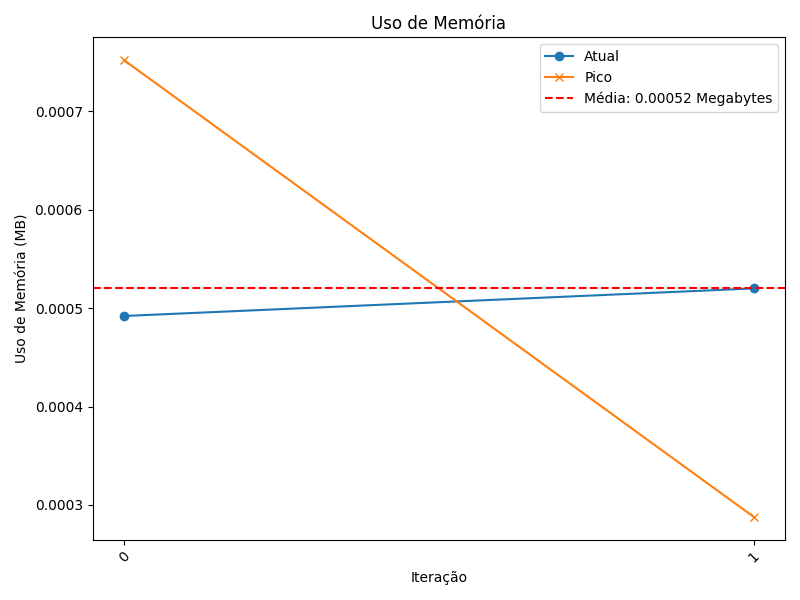 Uso de Memória
Atual
Pico
Média: 0.00052 Megabytes
0.0007
0.0006
0.0005
0.0004
0.0003
Uso de Memória (MB)
0
1
Iteração